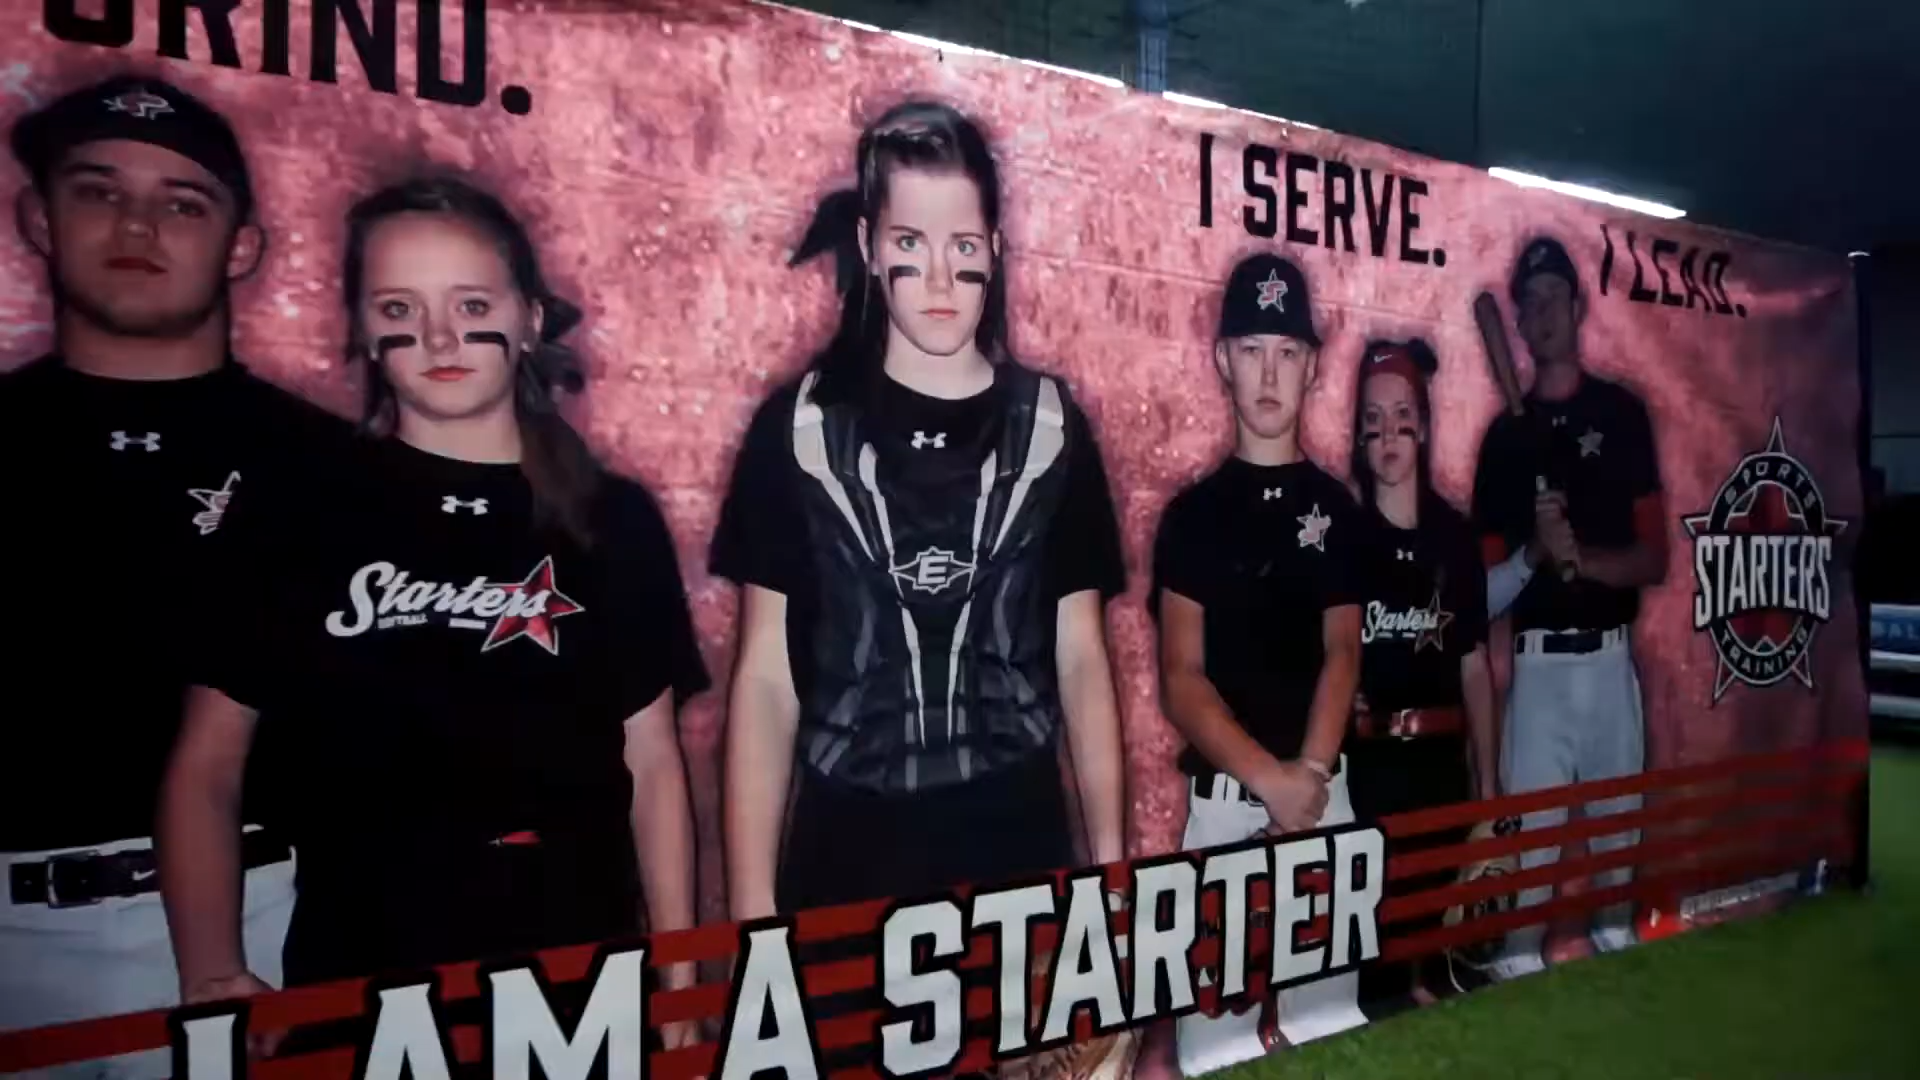 GRIND.
I SERVE.
I LEAD.
Starters
SOFTBALL
E
Starters
SPORTS
STARTERS
TRAINING
I AM A STARTER